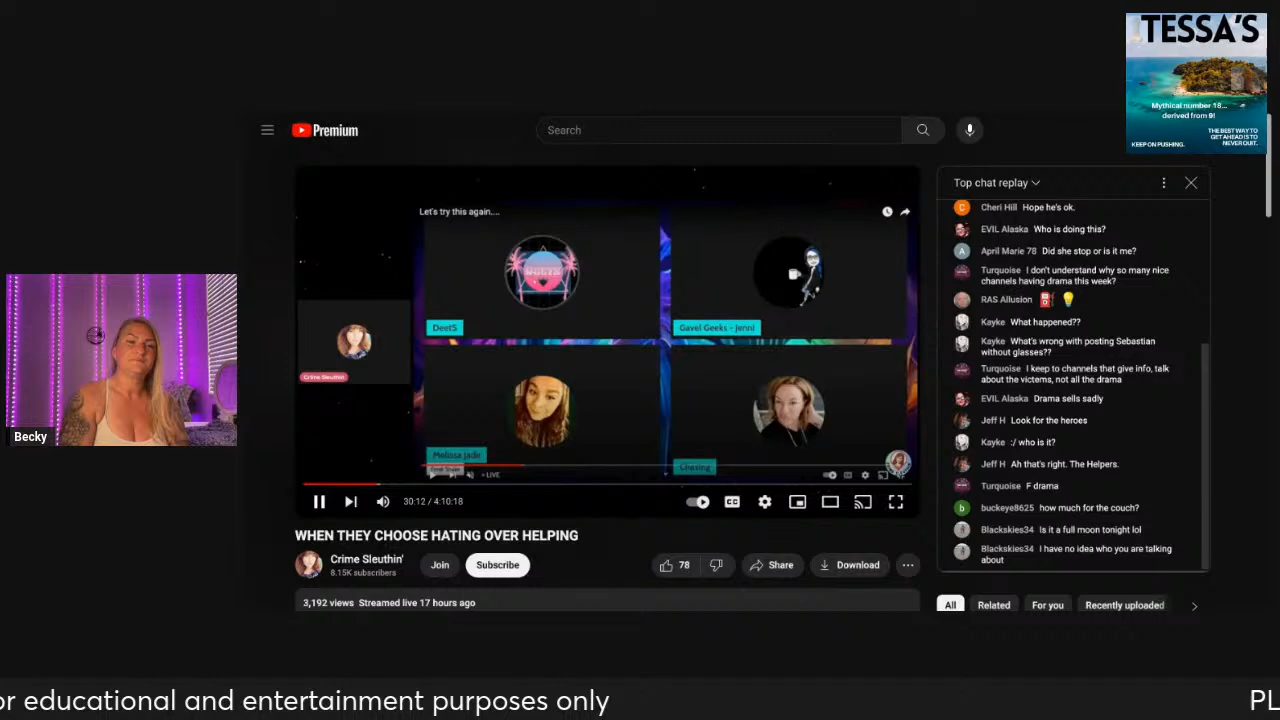 TESSA'S
Mythical number 18...
derived from 9!
KEEP ON PUSHING.
THE BEST WAY TO
GET AHEAD IS TO
NEVER QUIT.
Premium
Search
Let's try this again....
DeetS
Gavel Geeks - Jenni
Crime Sleuthin'
Melissa Jade
Chasing
LIVE
30:12 / 4:10:18
CC
WHEN THEY CHOOSE HATING OVER HELPING
Crime Sleuthin'
8.15K subscribers
Join
Subscribe
78
Share
Download
3,192 views Streamed live 17 hours ago
Top chat replay
Cheri Hill Hope he's ok.
EVIL Alaska Who is doing this?
April Marie 78 Did she stop or is it me?
Turquoise I don't understand why so many nice
channels having drama this week?
RAS Allusion
Kayke What happened??
Kayke What's wrong with posting Sebastian
without glasses??
Turquoise I keep to channels that give info, talk
about the victims, not all the drama
EVIL Alaska Drama sells sadly
Jeff H Look for the heroes
Kayke :/ who is it?
Jeff H Ah that's right. The Helpers.
Turquoise F drama
buckeye8625 how much for the couch?
Blackskies34 Is it a full moon tonight lol
Blackskies34 I have no idea who you are talking
about
All
Related
For you
Recently uploaded
Becky
or educational and entertainment purposes only
PL